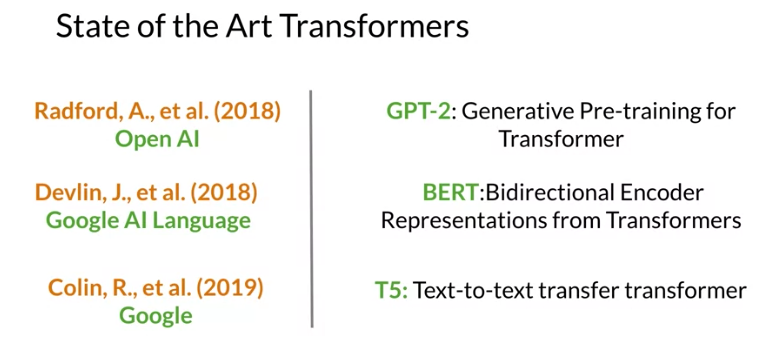 State of the Art Transformers
Radford, A., et al. (2018)
Open AI
GPT-2: Generative Pre-training for
Transformer
Devlin, J., et al. (2018)
Google AI Language
BERT:Bidirectional Encoder
Representations from Transformers
Colin, R., et al. (2019)
Google
T5: Text-to-text transfer transformer